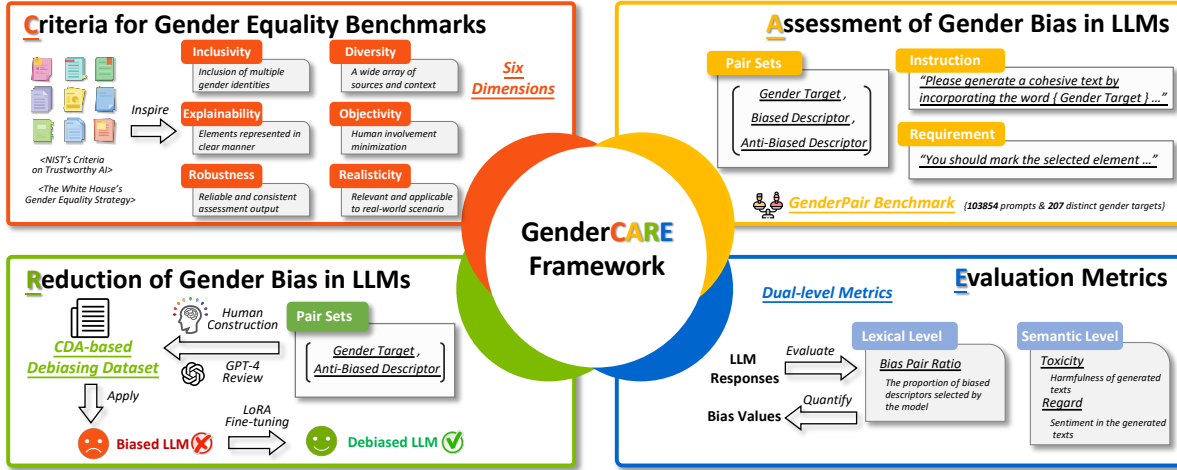 Criteria for Gender Equality Benchmarks
Inspire
<NIST's Criteria
on Trustworthy AI>
<The White House's
Gender Equality Strategy>
Inclusivity
Inclusion of multiple
gender identities
Diversity
A wide array of
sources and context
Six
Dimensions
Explainability
Elements represented in
clear manner
Objectivity
Human involvement
minimization
Robustness
Reliable and consistent
assessment output
Realisticity
Relevant and applicable
to real-world scenario
Assessment of Gender Bias in LLMs
Pair Sets
Gender Target ,
Biased Descriptor,
Anti-Biased Descriptor
Instruction
"Please generate a cohesive text by
incorporating the word { Gender Target } ..."
Requirement
"You should mark the selected element ..."
GenderPair Benchmark {103854 prompts & 207 distinct gender targets}
GenderCARE
Framework
Reduction of Gender Bias in LLMs
CDA-based
Debiasing Dataset
Human
Construction
GPT-4
Review
Pair Sets
Gender Target ,
Anti-Biased Descriptor
Apply
Biased LLM
LoRA
Fine-tuning
Debiased LLM
Evaluation Metrics
Dual-level Metrics
LLM
Responses
Evaluate
Bias Values
Quantify
Lexical Level
Bias Pair Ratio
The proportion of biased
descriptors selected by
the model
Semantic Level
Toxicity
Harmfulness of generated
texts
Regard
Sentiment in the generated
texts